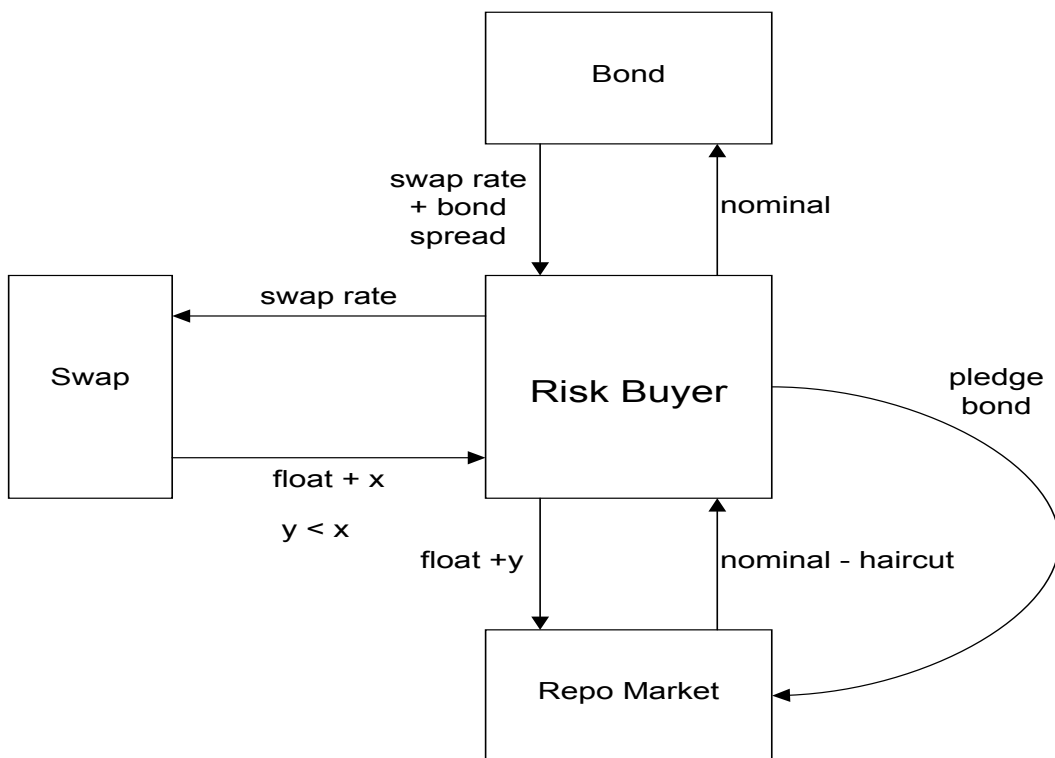 Bond
swap rate
+ bond
spread
nominal
swap rate
Swap
Risk Buyer
pledge
bond
float + x
y < x
float +y
nominal - haircut
Repo Market